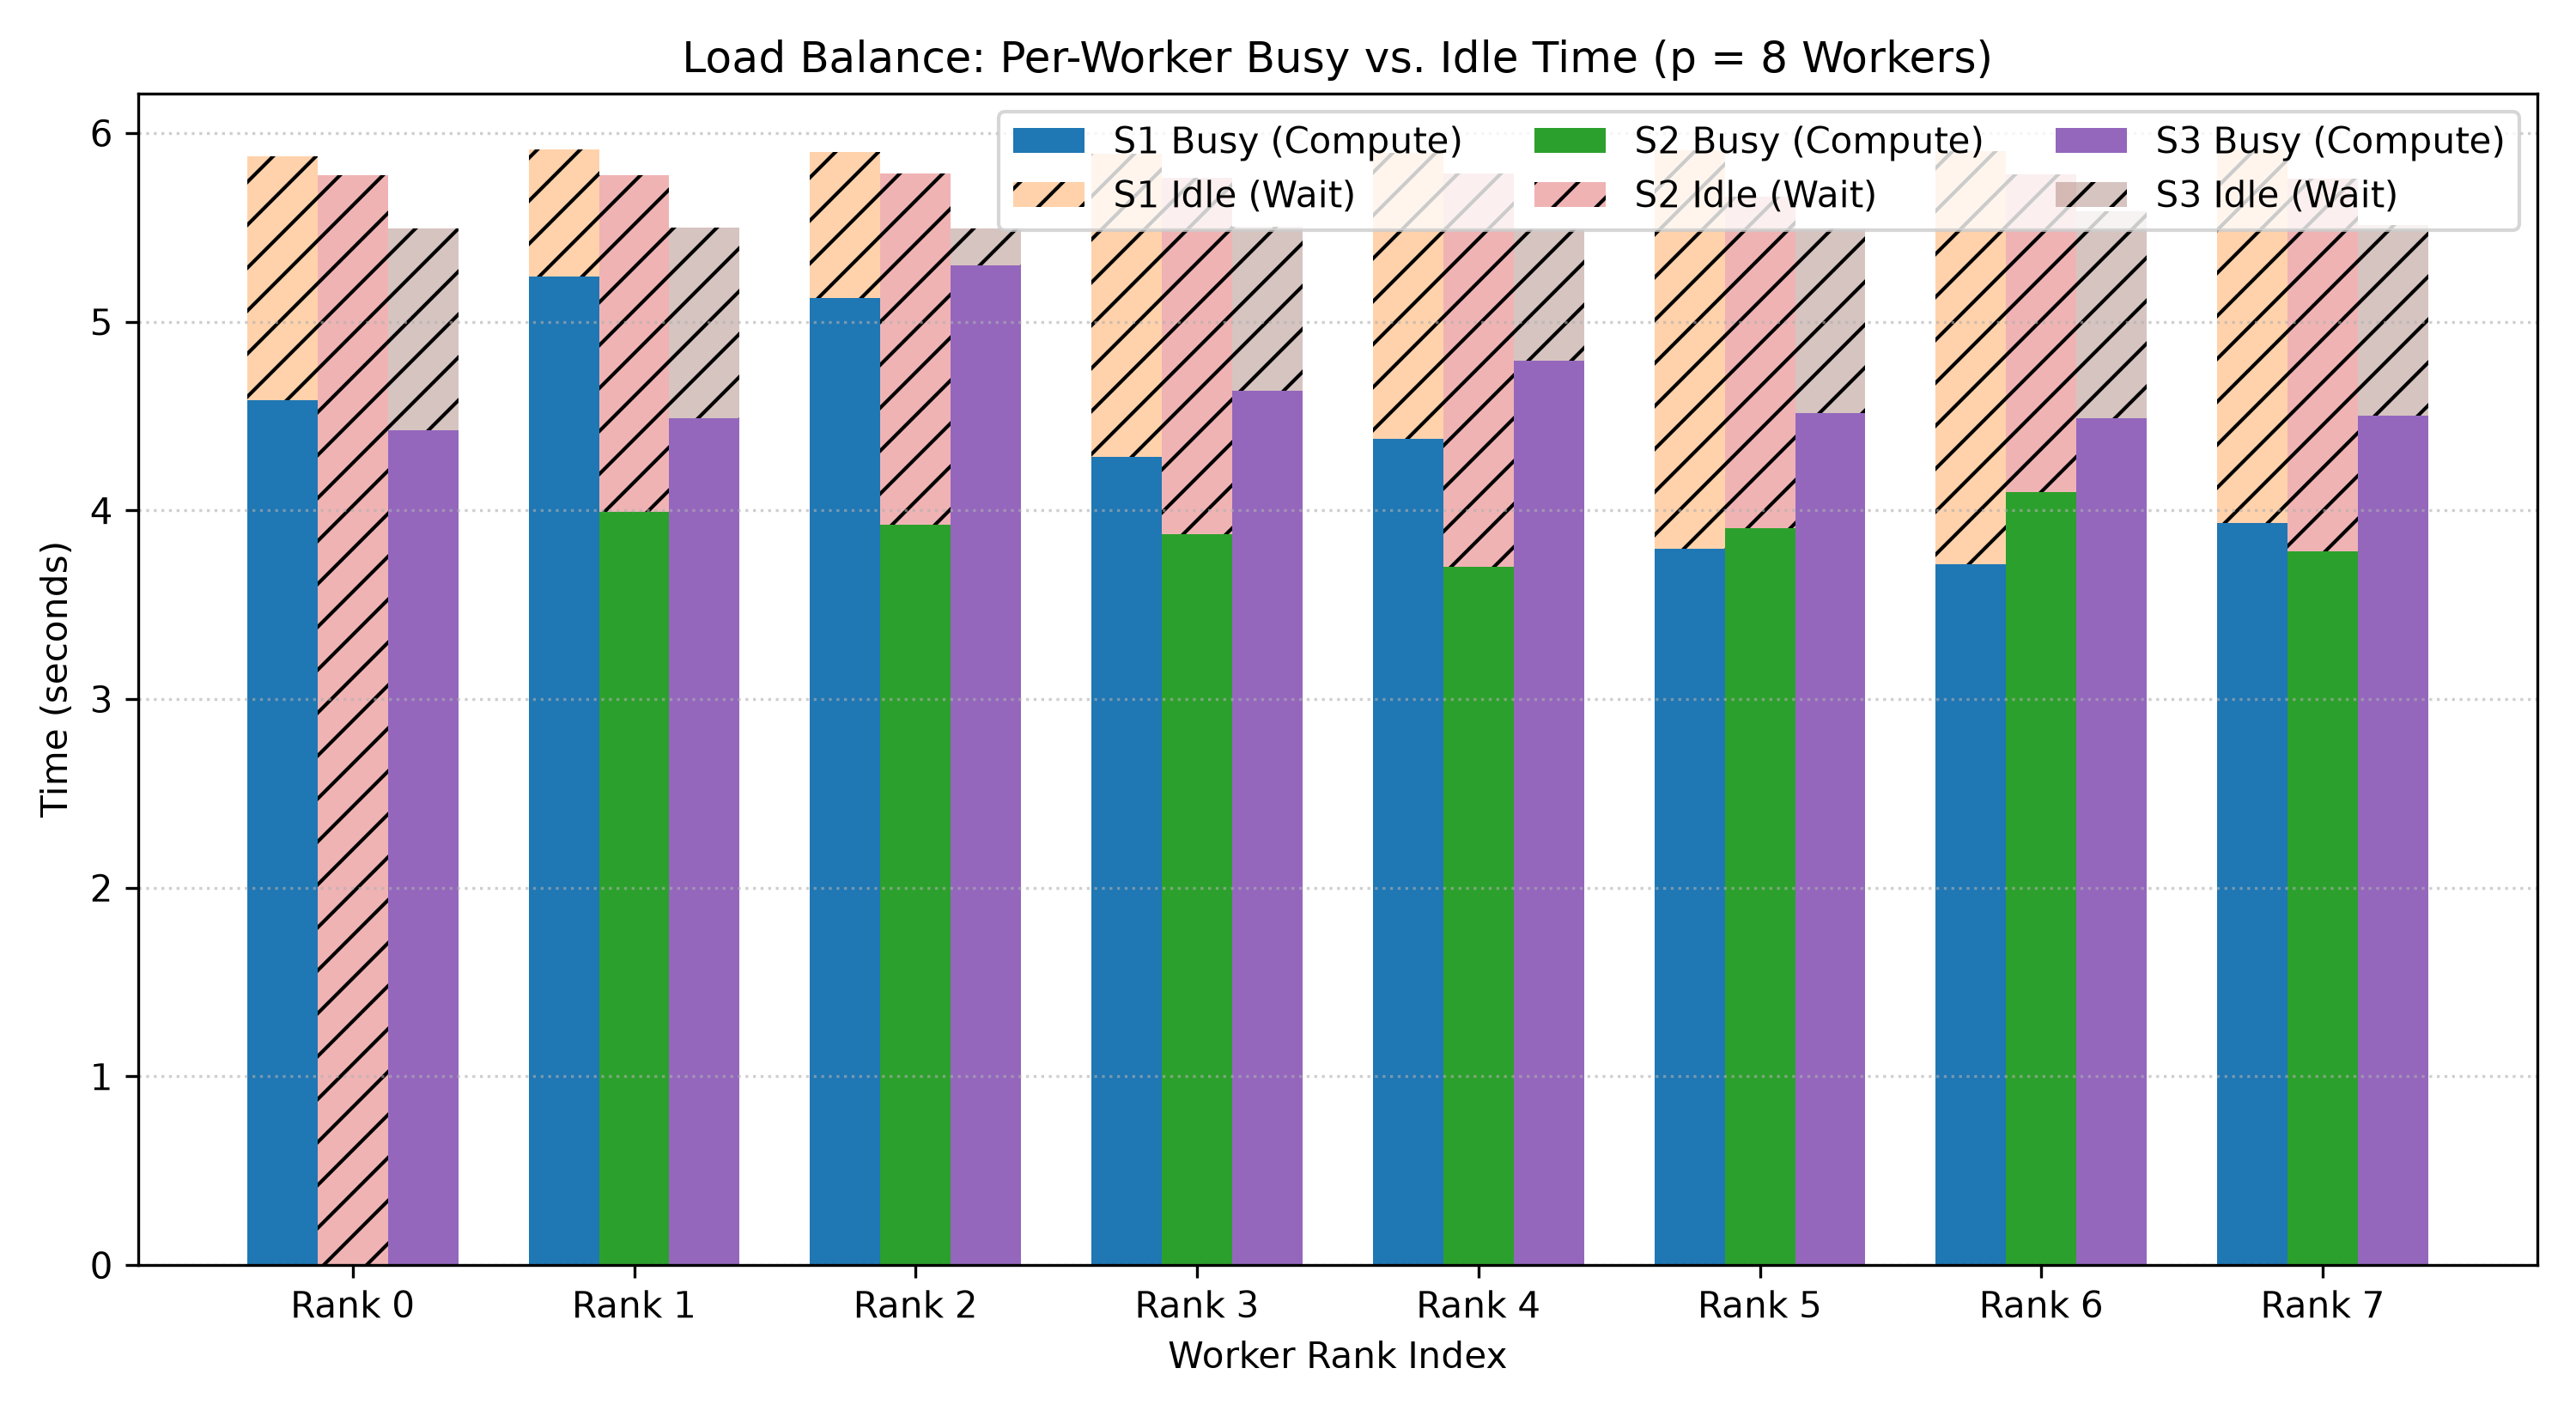 Load Balance: Per-Worker Busy vs. Idle Time (p = 8 Workers)
S1 Busy (Compute)
S1 Idle (Wait)
S2 Busy (Compute)
S2 Idle (Wait)
S3 Busy (Compute)
S3 Idle (Wait)
Time (seconds)
6
5
4
3
2
1
0
Rank 0 Rank 1 Rank 2 Rank 3 Rank 4 Rank 5 Rank 6 Rank 7
Worker Rank Index